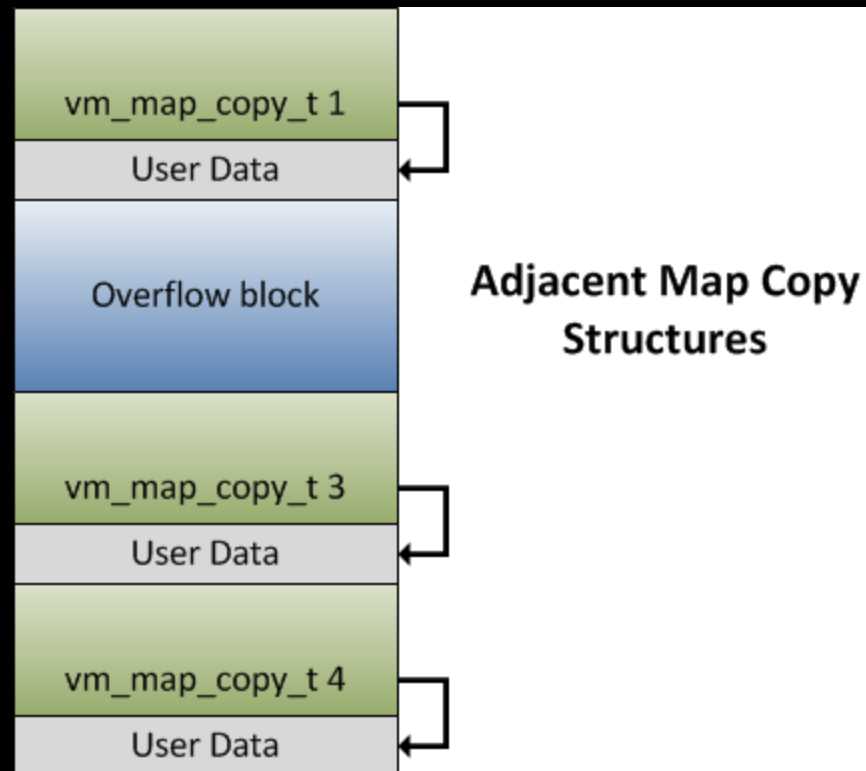 vm_map_copy_t 1
User Data
Overflow block
Adjacent Map Copy
Structures
vm_map_copy_t 3
User Data
vm_map_copy_t 4
User Data